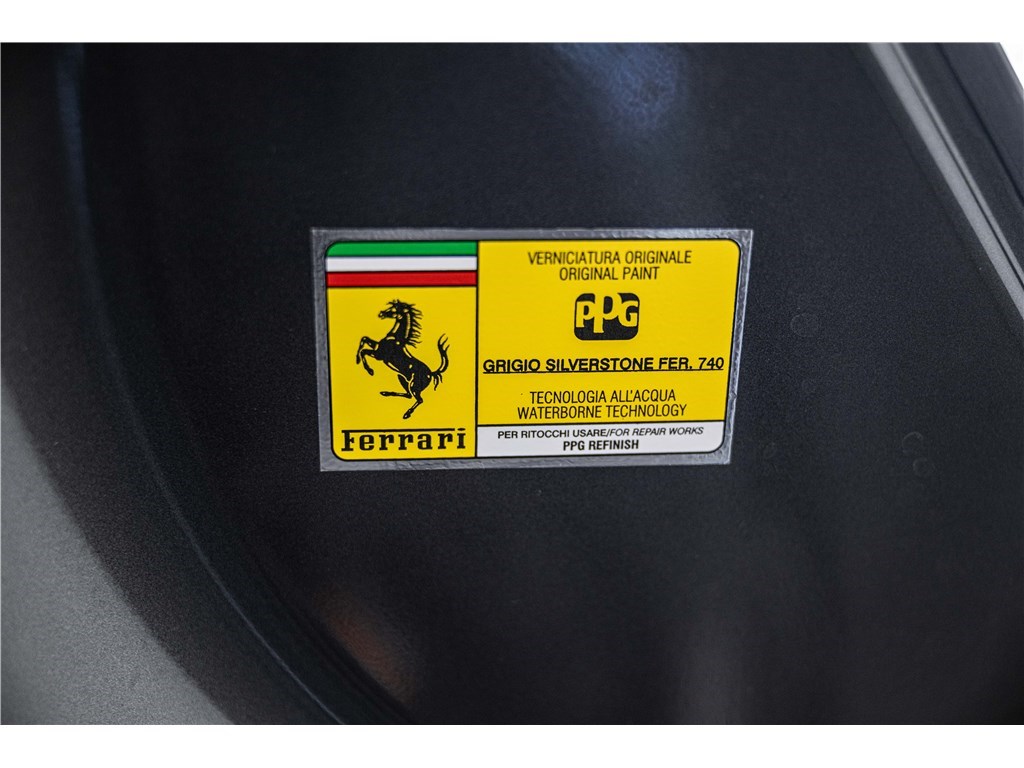 VERNICIATURA ORIGINALE
ORIGINAL PAINT
PPG
GRIGIO SILVERSTONE FER. 740
TECNOLOGIA ALL'ACQUA
WATERBORNE TECHNOLOGY
PER RITOCCHI USARE/FOR REPAIR WORKS
PPG REFINISH
Ferrari